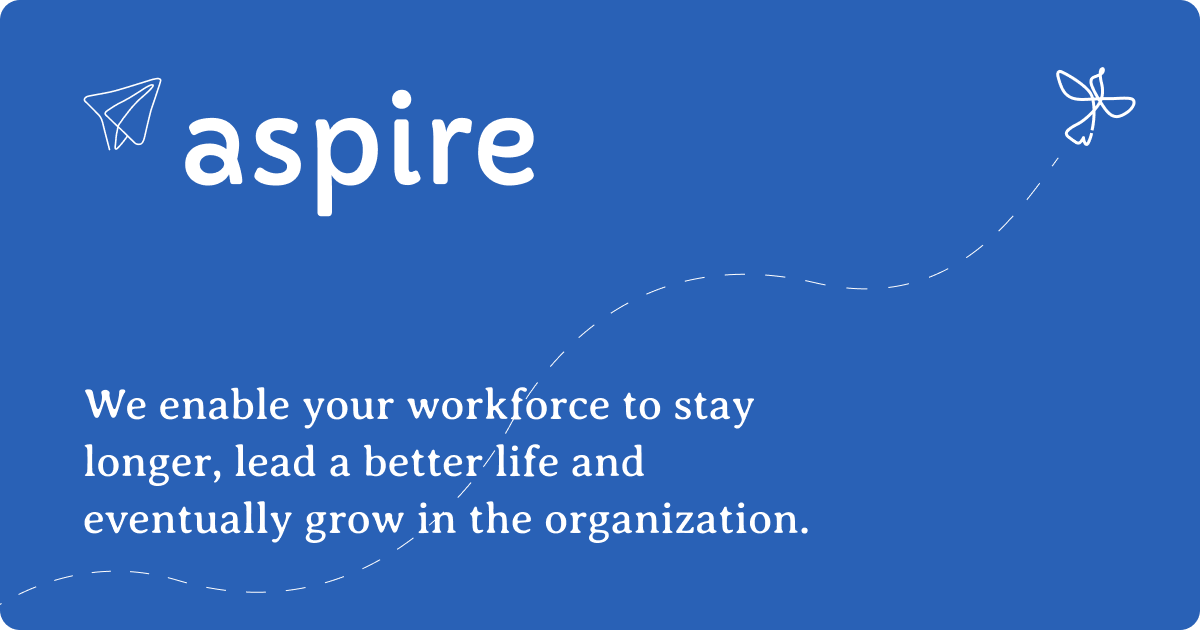 aspire
We enable your workforce to stay
longer, lead a better life and
eventually grow in the organization.